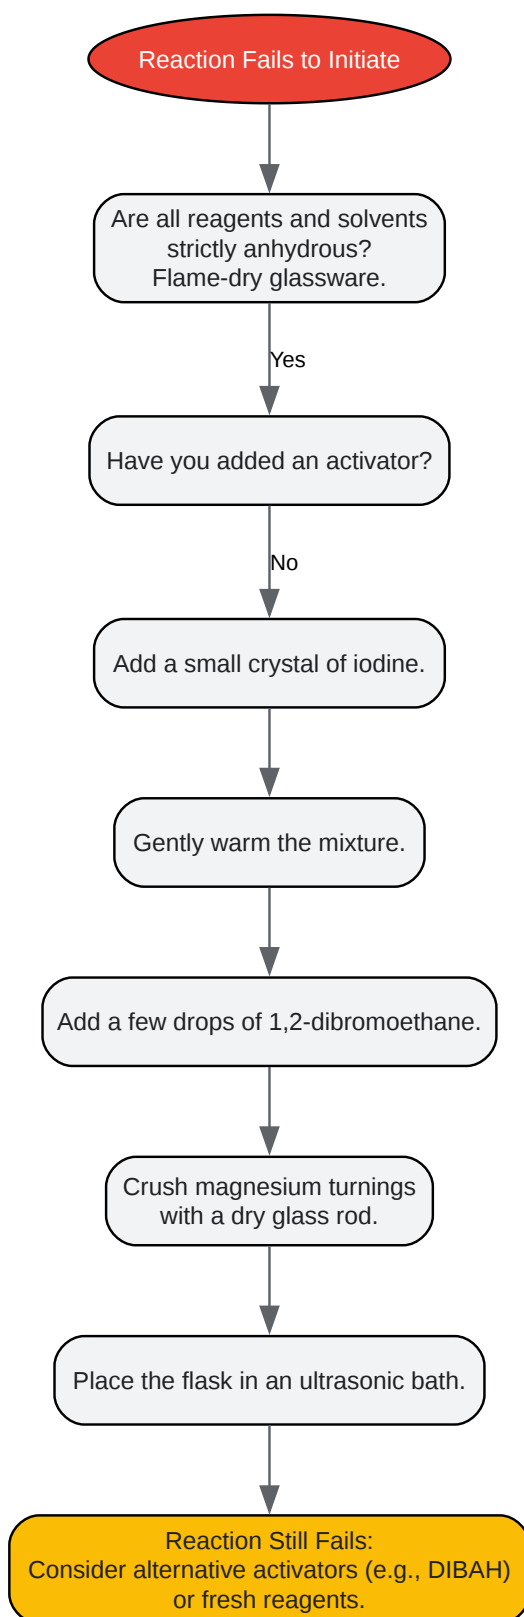 Reaction Fails to Initiate
Are all reagents and solvents
strictly anhydrous?
Flame-dry glassware.
Yes
Have you added an activator?
No
Add a small crystal of iodine.
Gently warm the mixture.
Add a few drops of 1,2-dibromoethane.
Crush magnesium turnings
with a dry glass rod.
Place the flask in an ultrasonic bath.
Reaction Still Fails:
Consider alternative activators (e.g., DIBAH)
or fresh reagents.